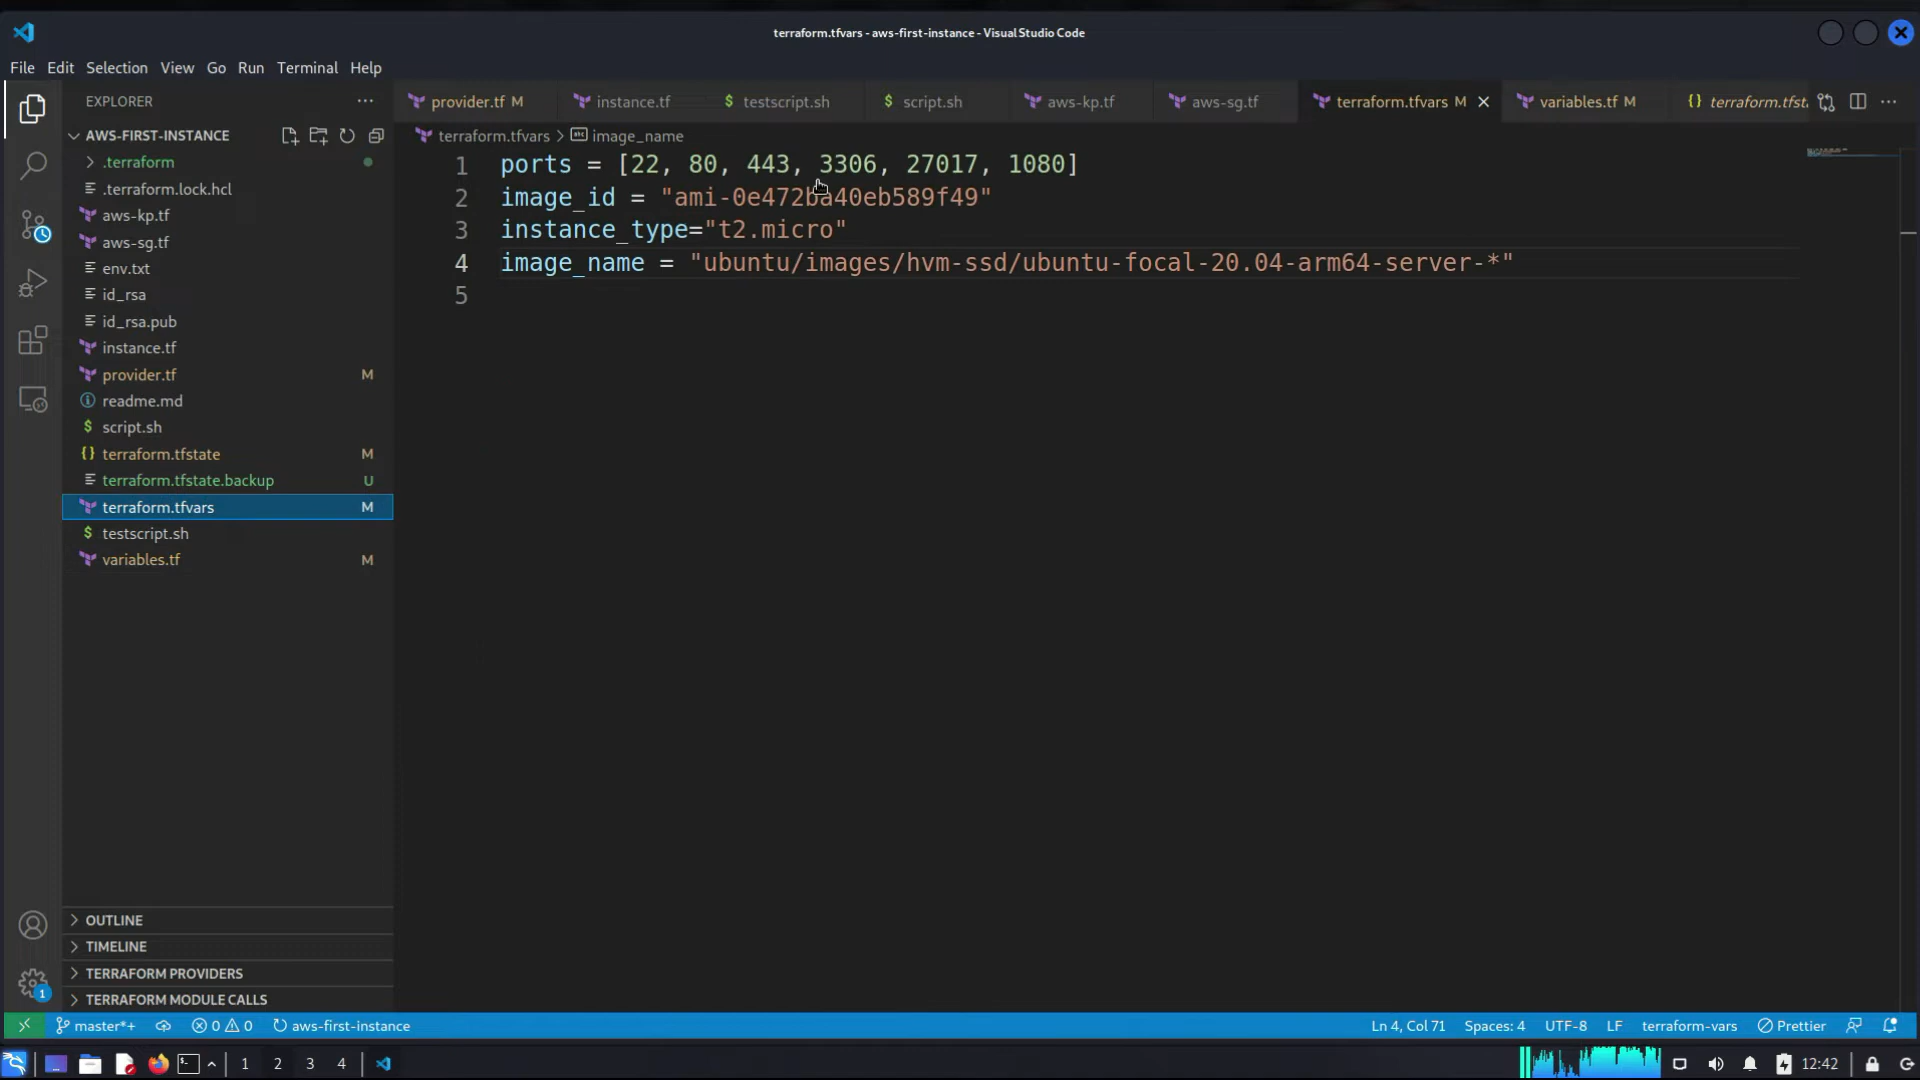 terraform.tfvars - aws-first-instance - Visual Studio Code
File Edit Selection View Go Run Terminal Help
EXPLORER
provider.tf M
instance.tf
testscript.sh
script.sh
aws-kp.tf
aws-sg.tf
terraform.tfvars M
variables.tf M
terraform.tfst
AWS-FIRST-INSTANCE
terraform.tfvars > image_name
.terraform
.terraform.lock.hcl
aws-kp.tf
aws-sg.tf
env.txt
id_rsa
id_rsa.pub
instance.tf
provider.tf M
readme.md
script.sh
terraform.tfstate M
terraform.tfstate.backup U
terraform.tfvars M
testscript.sh
variables.tf M
1 ports = [22, 80, 443, 3306, 27017, 1080]
2 image_id = "ami-0e472ba40eb589f49"
3 instance_type="t2.micro"
4 image_name = "ubuntu/images/hvm-ssd/ubuntu-focal-20.04-arm64-server-*"
5
OUTLINE
TIMELINE
TERRAFORM PROVIDERS
TERRAFORM MODULE CALLS
1
master*+ 0 0 aws-first-instance Ln 4, Col 71 Spaces: 4 UTF-8 LF terraform-vars Prettier
1 2 3 4 12:42